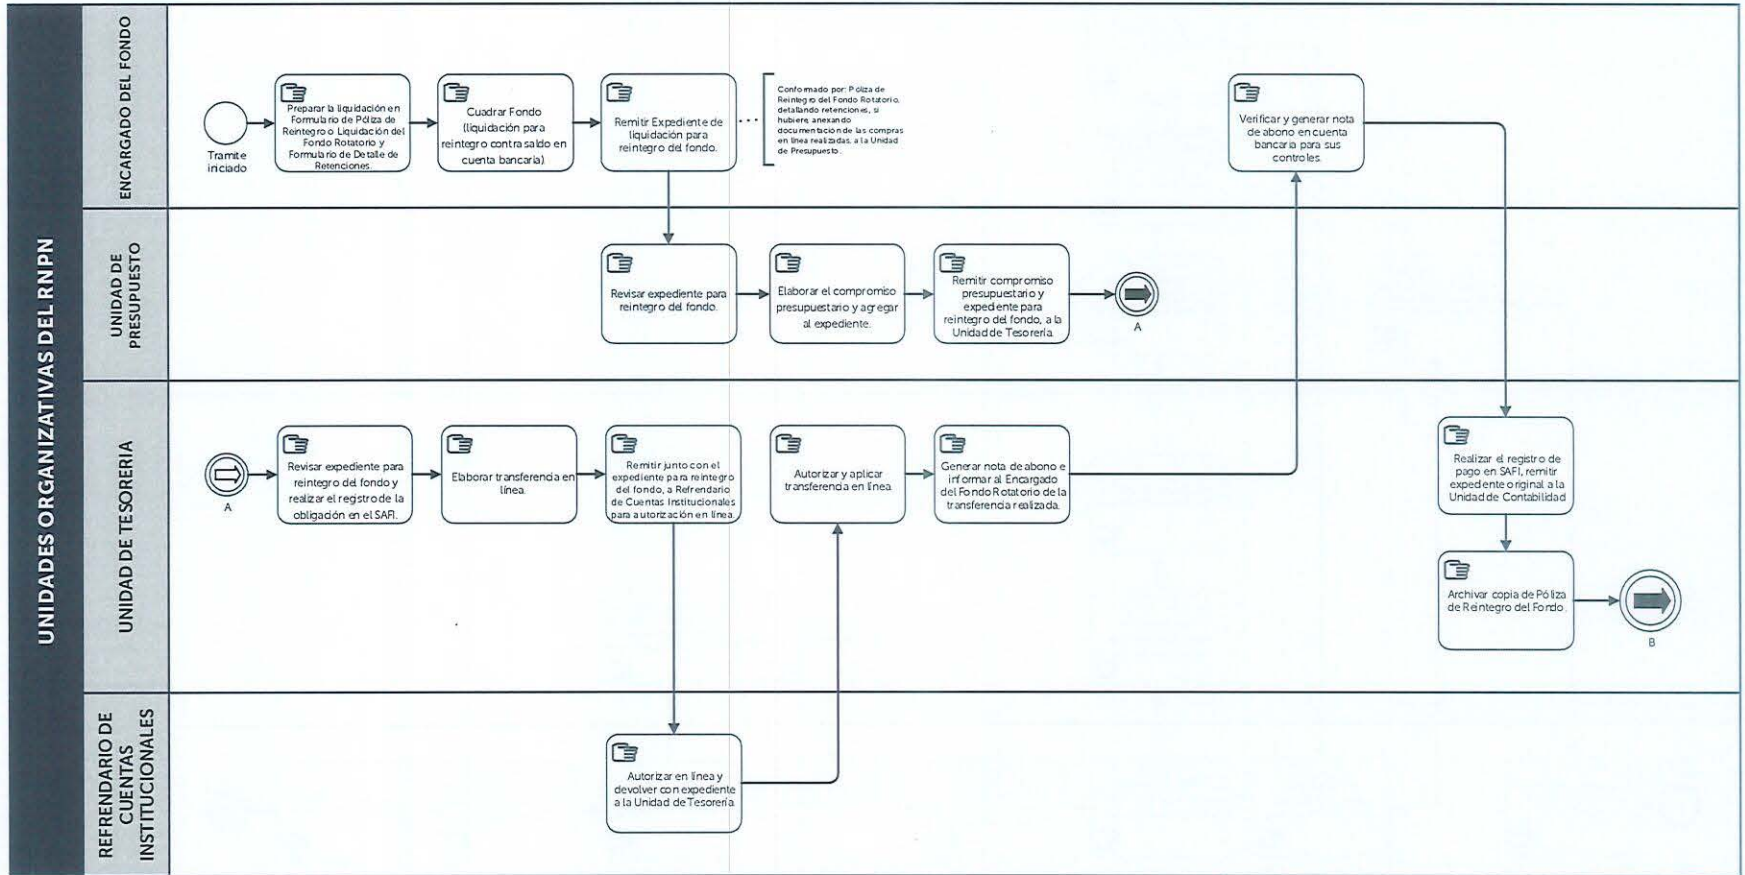 UNIDADES ORGANIZATIVAS DEL RNPN
ENCARGADO DEL FONDO
Tramite
iniciado
Preparar la liquidación en
Formulario de Póliza de
Reintegro o Liquidación del
Fondo Rotatorio y
Formulario de Detalle de
Retenciones.
Cuadrar Fondo
(liquidación para
reintegro contra saldo en
cuenta bancaria)
Remitir Expediente de
liquidación para
reintegro del fondo.
Conformado por: Póliza de
Reintegro del Fondo Rotatorio,
detallando retenciones, si
hubiere, anexando
documentación de las compras
en línea realizadas, a la Unidad
de Presupuesto.
Verificar y generar nota
de abono en cuenta
bancaria para sus
controles.
UNIDAD DE
PRESUPUESTO
Revisar expediente para
reintegro del fondo.
Elaborar el compromiso
presupuestario y agregar
al expediente.
Remitir compromiso
presupuestario y
expediente para
reintegro del fondo, a la
Unidad de Tesorería.
A
UNIDAD DE TESORERIA
A
Revisar expediente para
reintegro del fondo y
realizar el registro de la
obligación en el SAFI.
Elaborar transferencia en
línea.
Remitir junto con el
expediente para reintegro
del fondo, a Refrendario
de Cuentas Institucionales
para autorización en línea.
Autorizar y aplicar
transferencia en línea.
Generar nota de abono e
informar al Encargado
del Fondo Rotatorio de la
transferencia realizada.
Realizar el registro de
pago en SAFI, remitir
expediente original a la
Unidad de Contabilidad
Archivar copia de Póliza
de Reintegro del Fondo.
B
REFRENDARIO DE
CUENTAS
INSTITUCIONALES
Autorizar en línea y
devolver con expediente
a la Unidad de Tesorería.